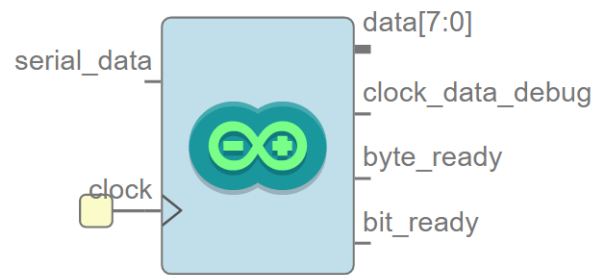 data[7:0]
serial_data
clock_data_debug
byte_ready
clock
bit_ready